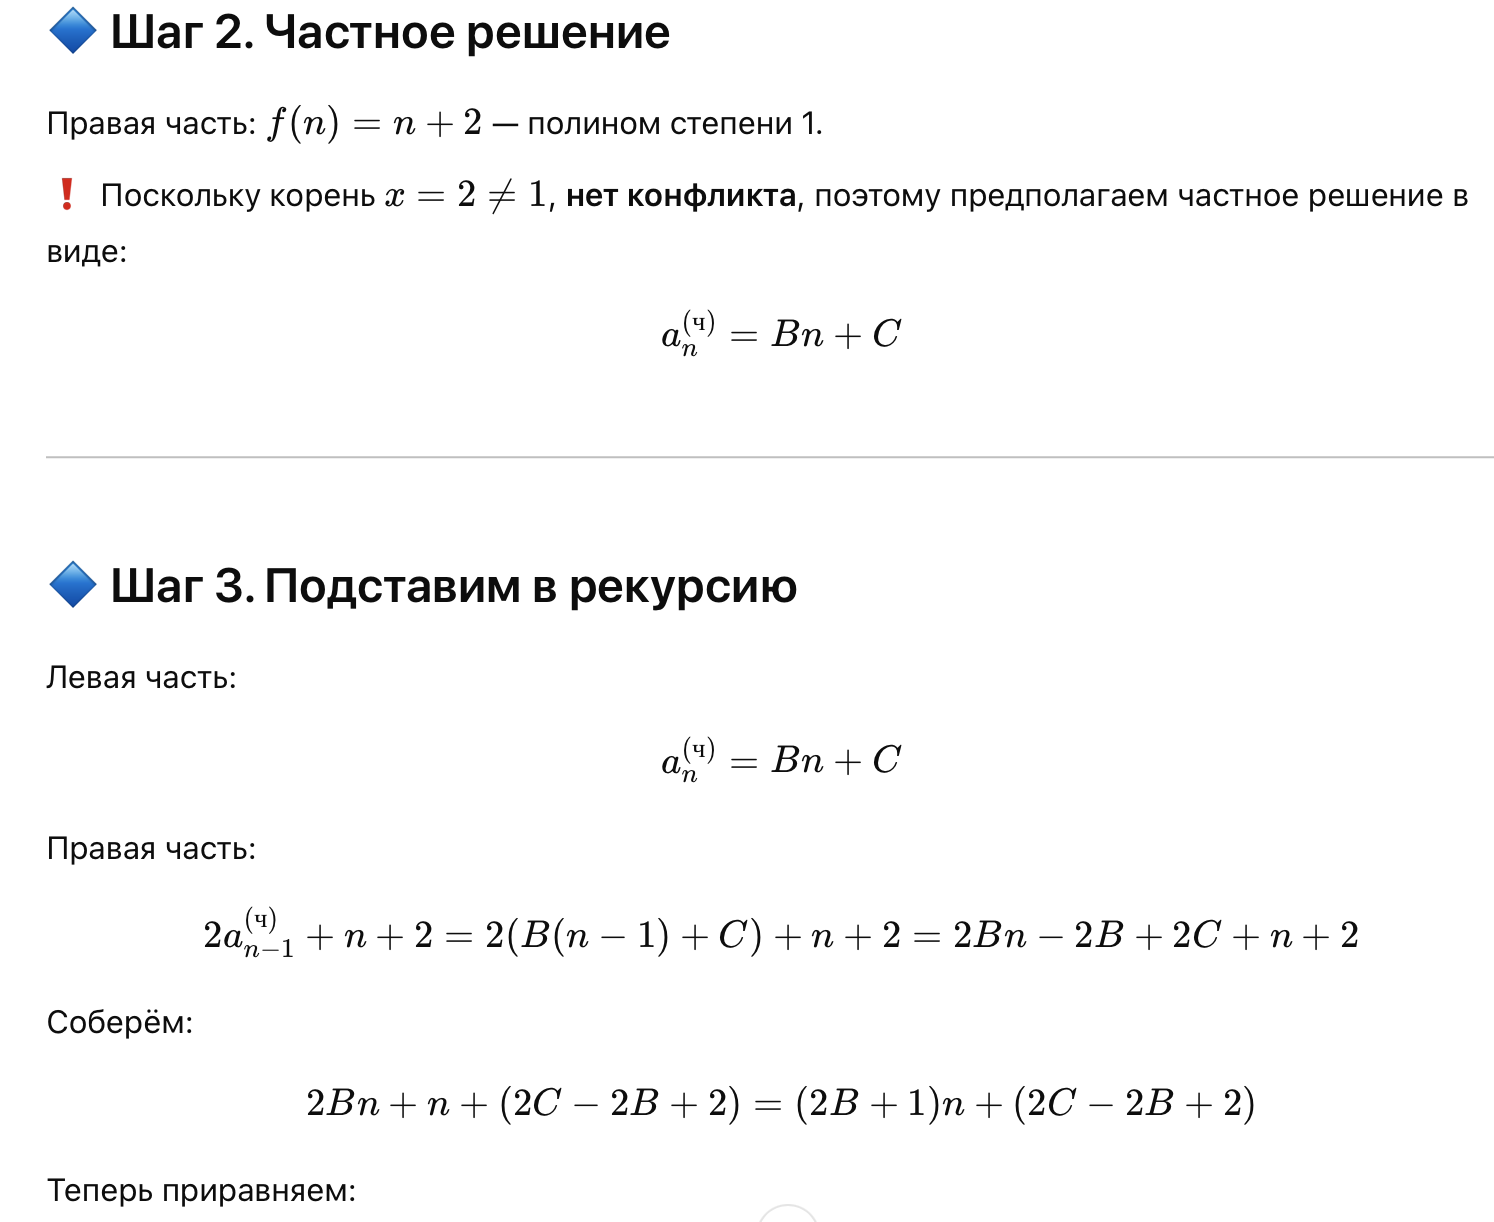 🔷 Шаг 2. Частное решение
Правая часть: f(n) = n + 2 — полином степени 1.
❗ Поскольку корень x = 2 ≠ 1, нет конфликта, поэтому предполагаем частное решение в
виде:
a_n^{(ч)} = Bn + C
🔷 Шаг 3. Подставим в рекурсию
Левая часть:
a_n^{(ч)} = Bn + C
Правая часть:
2a_{n−1}^{(ч)} + n + 2 = 2(B(n − 1) + C) + n + 2 = 2Bn − 2B + 2C + n + 2
Соберём:
2Bn + n + (2C − 2B + 2) = (2B + 1)n + (2C − 2B + 2)
Теперь приравняем: